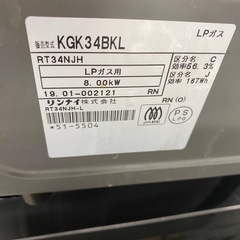 販売型式 KGK34BKL
LPガス
RT34NJH
区分名 C
効率56.3%
LPガス用
区分名 J
8.00kW
効率 167Wh
19.01-002121
RN
リンナイ株式会社
RN(O)
RT34NJH-L
*51-5504
PS
LPG